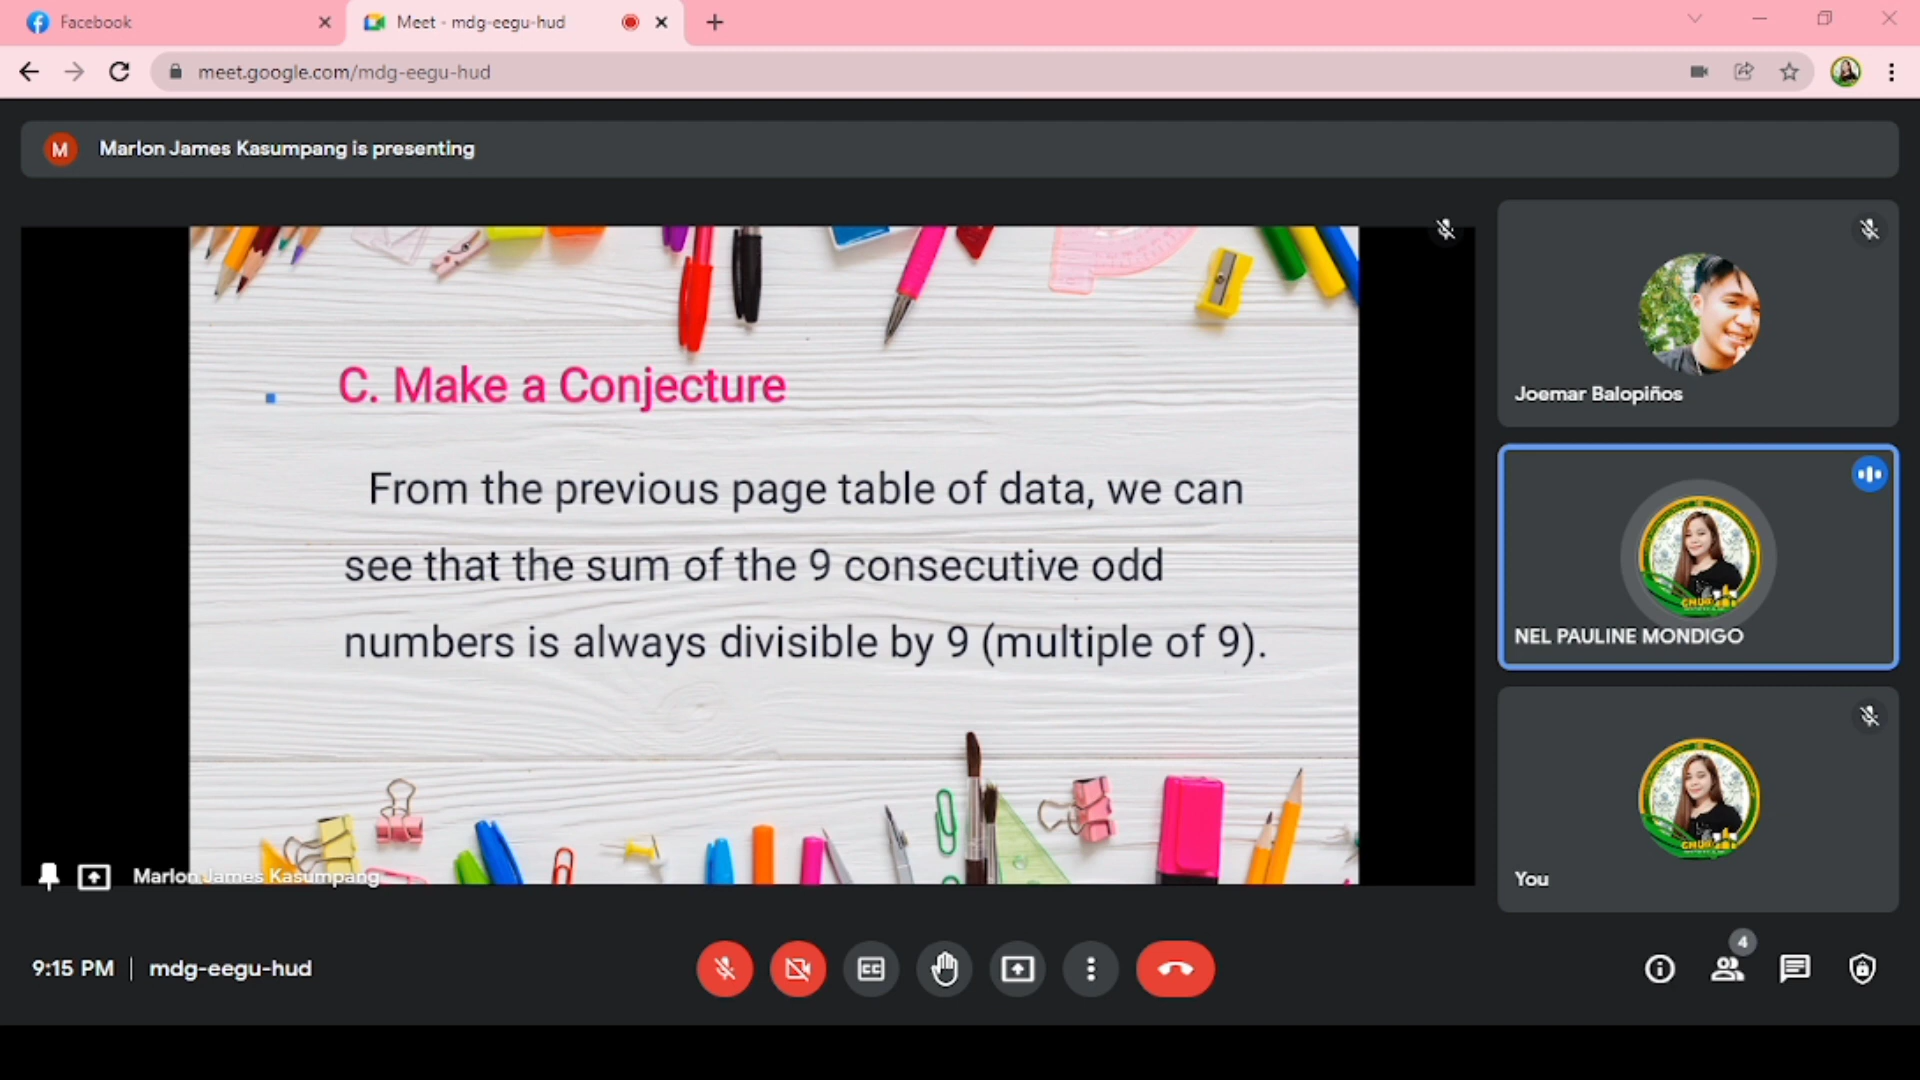 Facebook
Meet - mdg-eegu-hud
meet.google.com/mdg-eegu-hud
M
Marlon James Kasumpang is presenting
C. Make a Conjecture
From the previous page table of data, we can
see that the sum of the 9 consecutive odd
numbers is always divisible by 9 (multiple of 9).
Marlon James Kasumpang
Joemar Balopiños
NEL PAULINE MONDIGO
You
9:15 PM | mdg-eegu-hud
CC
4